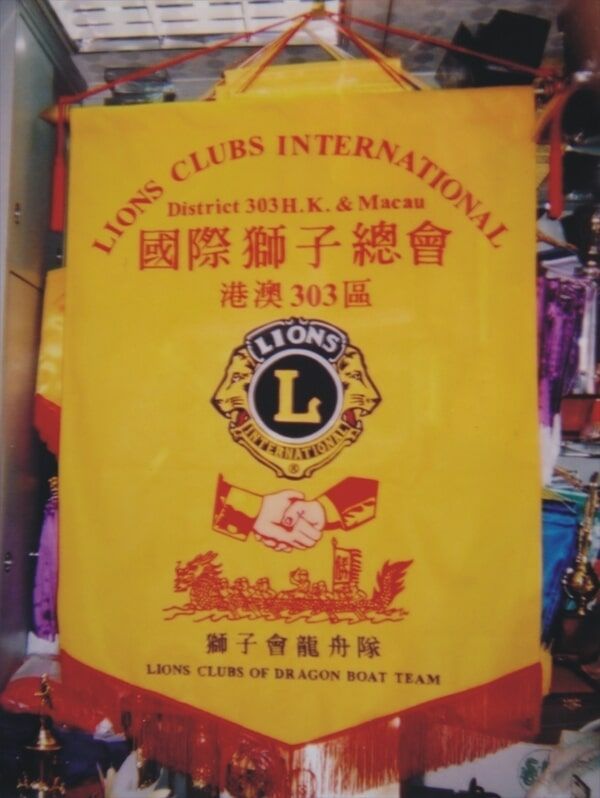 LIONS CLUBS INTERNATIONAL
District 303 H.K. & Macau
國際獅子總會
港澳303區
LIONS
L
INTERNATIONAL
®
獅子會龍舟隊
LIONS CLUBS OF DRAGON BOAT TEAM